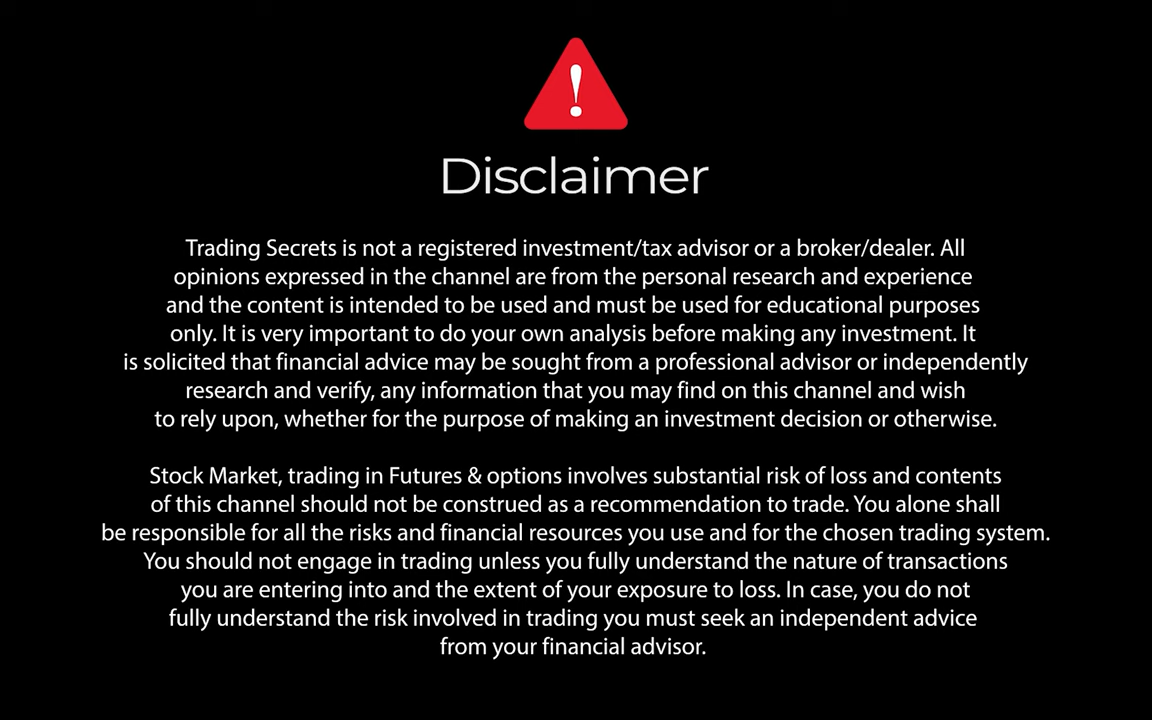 Disclaimer
Trading Secrets is not a registered investment/tax advisor or a broker/dealer. All
opinions expressed in the channel are from the personal research and experience
and the content is intended to be used and must be used for educational purposes
only. It is very important to do your own analysis before making any investment. It
is solicited that financial advice may be sought from a professional advisor or independently
research and verify, any information that you may find on this channel and wish
to rely upon, whether for the purpose of making an investment decision or otherwise.
Stock Market, trading in Futures & options involves substantial risk of loss and contents
of this channel should not be construed as a recommendation to trade. You alone shall
be responsible for all the risks and financial resources you use and for the chosen trading system.
You should not engage in trading unless you fully understand the nature of transactions
you are entering into and the extent of your exposure to loss. In case, you do not
fully understand the risk involved in trading you must seek an independent advice
from your financial advisor.